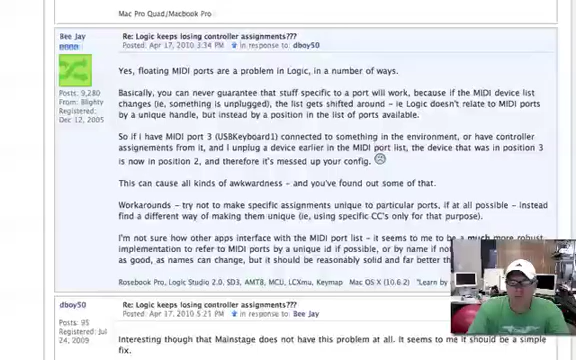 Mac Pro Quad/Macbook Pro
Bee Jay
Re: Logic keeps losing controller assignments???
Posted: Apr 17, 2010 3:34 PM in response to: dboy50
Posts: 9,280
From: Blighty
Registered:
Dec 12, 2005
Yes, floating MIDI ports are a problem in Logic, in a number of ways.
Basically, you can never guarantee that stuff specific to a port will work, because if the MIDI device list
changes (ie, something is unplugged), the list gets shifted around - ie Logic doesn't relate to MIDI ports
by a unique handle, but instead by a position in the list of ports available.
So if i have MIDI port 3 (USBKeyboard1) connected to something in the environment, or have controller
assignements from it, and I unplug a device earlier in the MIDI port list, the device that was in position 3
is now in position 2, and therefore it's messed up your config.
This can cause all kinds of awkwardness - and you've found out some of that.
Workarounds - try not to make specific assignments unique to particular ports, if at all possible - instead
find a different way of making them unique (ie, using specific CC's only for that purpose).
I'm not sure how other apps interface with the MIDI port list - it seems to me to be a much more robust
implementation to refer to MIDI ports by a unique id if possible, or by name if no
as good, as names can change, but it should be reasonably solid and far better th
Rosebook Pro, Logic Studio 2.0, SD3, AMT8, MCU, LCXmu, Keymap Mac OS X (10.6.2) "Learn by
dboy50
Re: Logic keeps losing controller assignments???
Posted: Apr 17, 2010 5:21 PM in response to: Bee Jay
Posts: 95
Registered: Jul
24, 2009
Interesting though that Mainstage does not have this problem at all. It seems to me it should be a simple
fix.